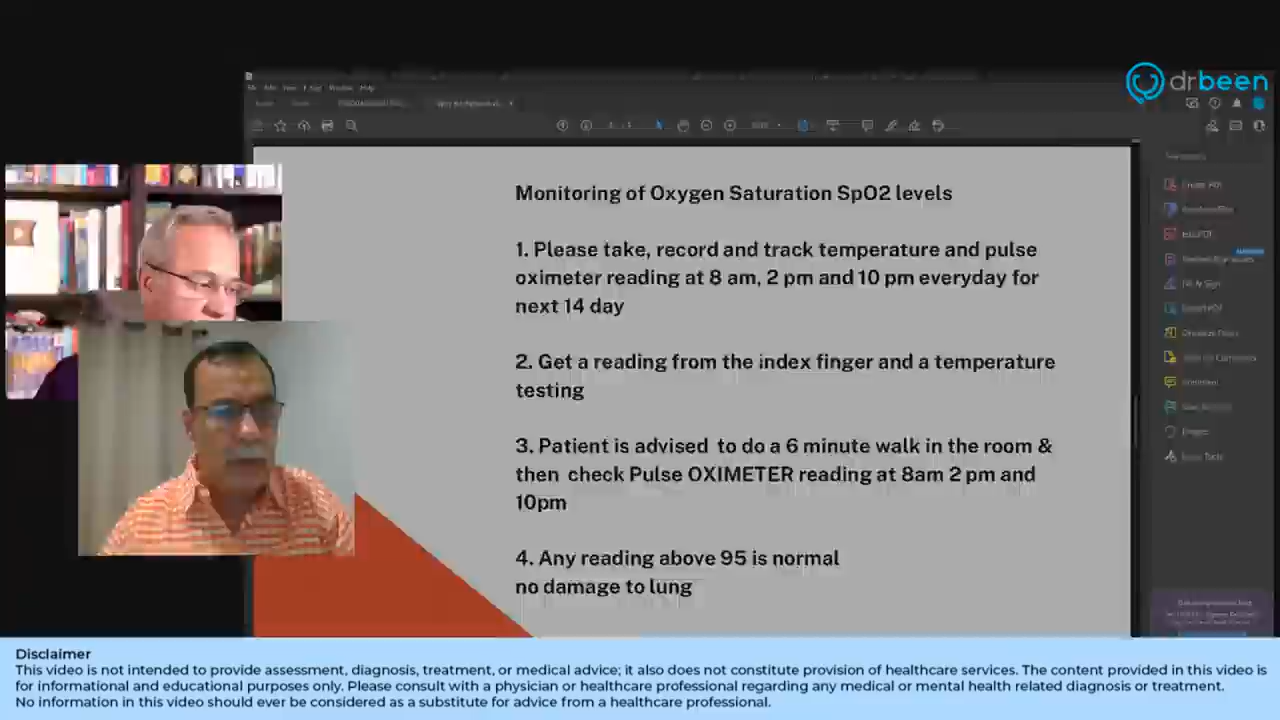 drbeen
Monitoring of Oxygen Saturation SpO2 levels
1. Please take, record and track temperature and pulse
oximeter reading at 8 am, 2 pm and 10 pm everyday for
next 14 day
2. Get a reading from the index finger and a temperature
testing
3. Patient is advised to do a 6 minute walk in the room &
then check Pulse OXIMETER reading at 8am 2 pm and
10pm
4. Any reading above 95 is normal
no damage to lung
Disclaimer
This video is not intended to provide assessment, diagnosis, treatment, or medical advice; it also does not constitute provision of healthcare services. The content provided in this video is
for informational and educational purposes only. Please consult with a physician or healthcare professional regarding any medical or mental health related diagnosis or treatment.
No information in this video should ever be considered as a substitute for advice from a healthcare professional.